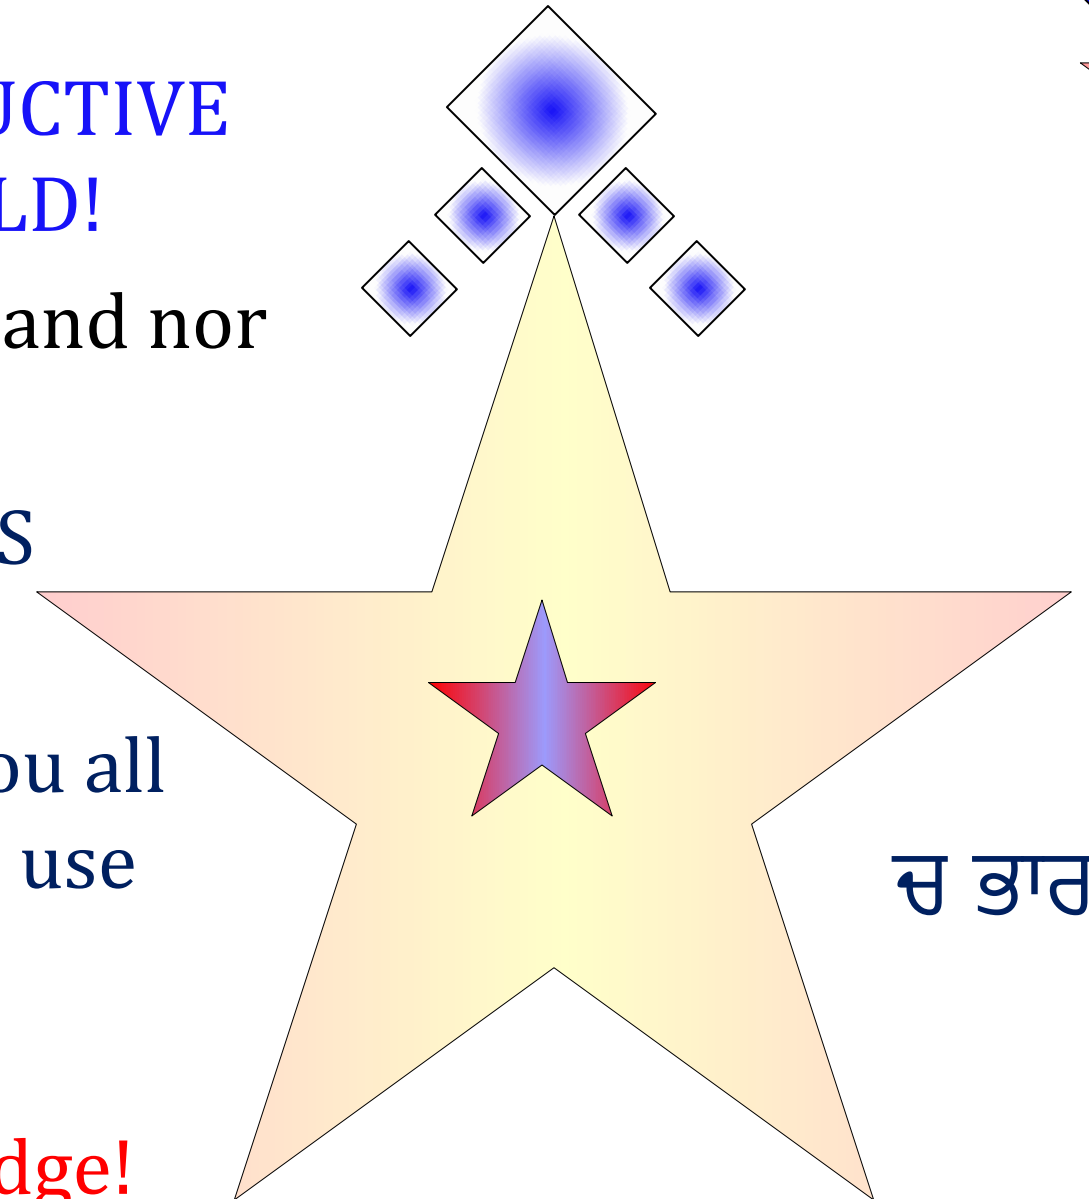 UCTIVE
LD!
and nor
S
ou all
use
ਚ ਭਾਰ
dge!